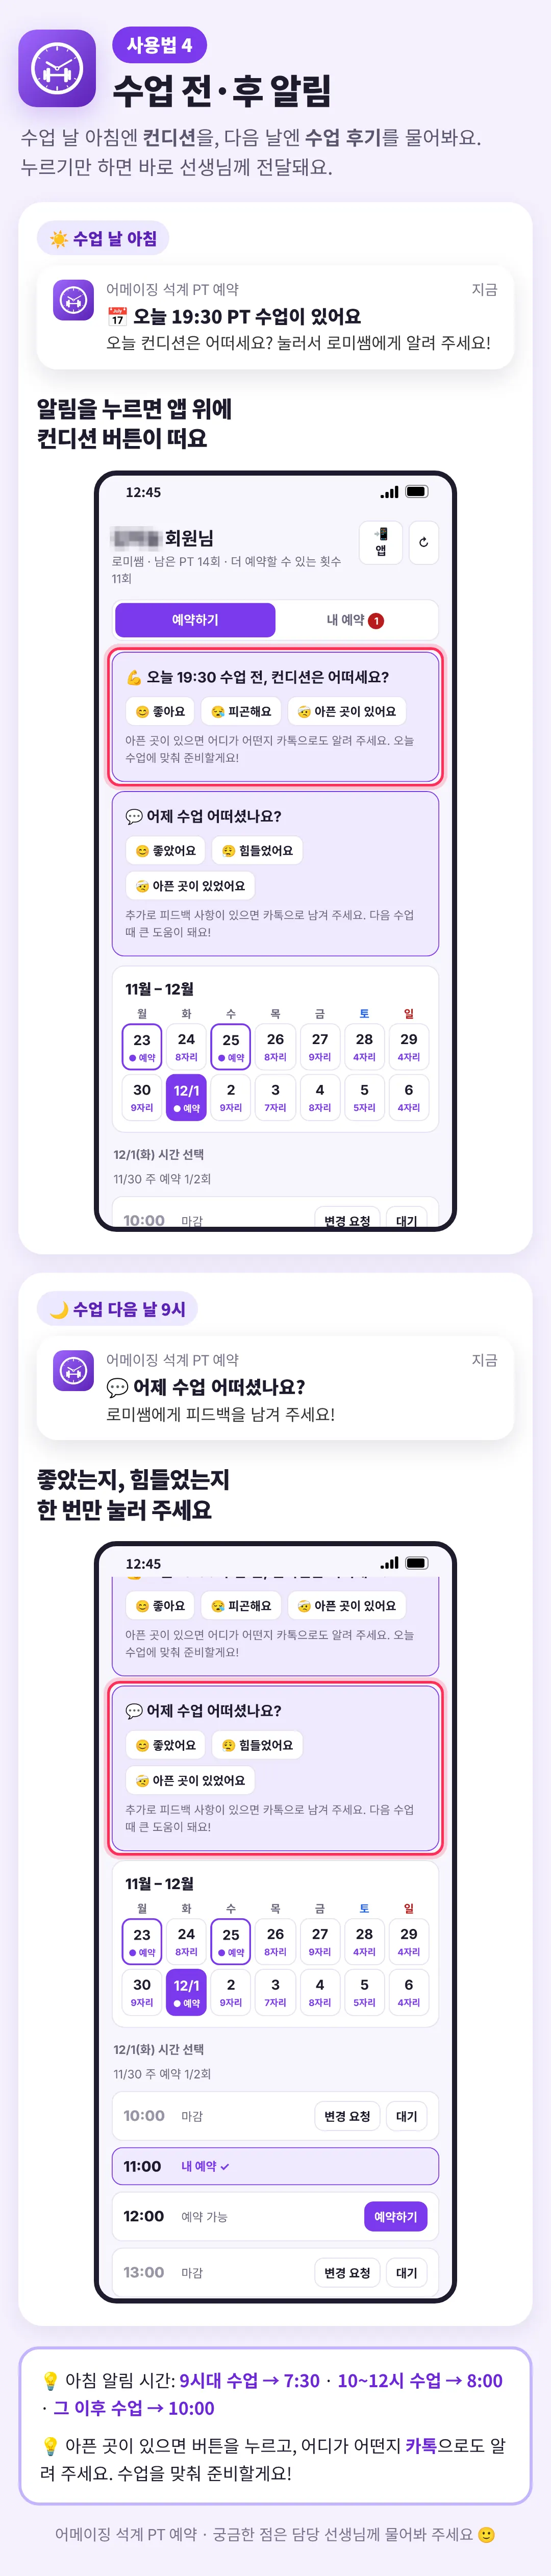 사용법 4
수업 전·후 알림
수업 날 아침엔 컨디션을, 다음 날엔 수업 후기를 물어봐요.
누르기만 하면 바로 선생님께 전달돼요.
☀️ 수업 날 아침
어메이징 석계 PT 예약 지금
📅 오늘 19:30 PT 수업이 있어요
오늘 컨디션은 어떠세요? 눌러서 로미쌤에게 알려 주세요!
알림을 누르면 앱 위에
컨디션 버튼이 떠요
12:45
회원님
📲 앱 ↻
로미쌤 · 남은 PT 14회 · 더 예약할 수 있는 횟수
11회
예약하기 내 예약 1
💪 오늘 19:30 수업 전, 컨디션은 어떠세요?
😊 좋아요 😪 피곤해요 🤕 아픈 곳이 있어요
아픈 곳이 있으면 어디가 어떤지 카톡으로도 알려 주세요. 오늘
수업에 맞춰 준비할게요!
💬 어제 수업 어떠셨나요?
😊 좋았어요 😮‍💨 힘들었어요
🤕 아픈 곳이 있었어요
추가로 피드백 사항이 있으면 카톡으로 남겨 주세요. 다음 수업
때 큰 도움이 돼요!
11월 – 12월
월 화 수 목 금 토 일
23 24 25 26 27 28 29
● 예약 8자리 ● 예약 8자리 9자리 4자리 4자리
30 12/1 2 3 4 5 6
9자리 ● 예약 9자리 7자리 8자리 5자리 4자리
12/1(화) 시간 선택
11/30 주 예약 1/2회
10:00 마감 변경 요청 대기
🌙 수업 다음 날 9시
어메이징 석계 PT 예약 지금
💬 어제 수업 어떠셨나요?
로미쌤에게 피드백을 남겨 주세요!
좋았는지, 힘들었는지
한 번만 눌러 주세요
12:45
😊 좋아요 😪 피곤해요 🤕 아픈 곳이 있어요
아픈 곳이 있으면 어디가 어떤지 카톡으로도 알려 주세요. 오늘
수업에 맞춰 준비할게요!
💬 어제 수업 어떠셨나요?
😊 좋았어요 😮‍💨 힘들었어요
🤕 아픈 곳이 있었어요
추가로 피드백 사항이 있으면 카톡으로 남겨 주세요. 다음 수업
때 큰 도움이 돼요!
11월 – 12월
월 화 수 목 금 토 일
23 24 25 26 27 28 29
● 예약 8자리 ● 예약 8자리 9자리 4자리 4자리
30 12/1 2 3 4 5 6
9자리 ● 예약 9자리 7자리 8자리 5자리 4자리
12/1(화) 시간 선택
11/30 주 예약 1/2회
10:00 마감 변경 요청 대기
11:00 내 예약 ✓
12:00 예약 가능 예약하기
13:00 마감 변경 요청 대기
💡 아침 알림 시간: 9시대 수업 → 7:30 · 10~12시 수업 → 8:00
· 그 이후 수업 → 10:00
💡 아픈 곳이 있으면 버튼을 누르고, 어디가 어떤지 카톡으로도 알
려 주세요. 수업을 맞춰 준비할게요!
어메이징 석계 PT 예약 · 궁금한 점은 담당 선생님께 물어봐 주세요 🙂